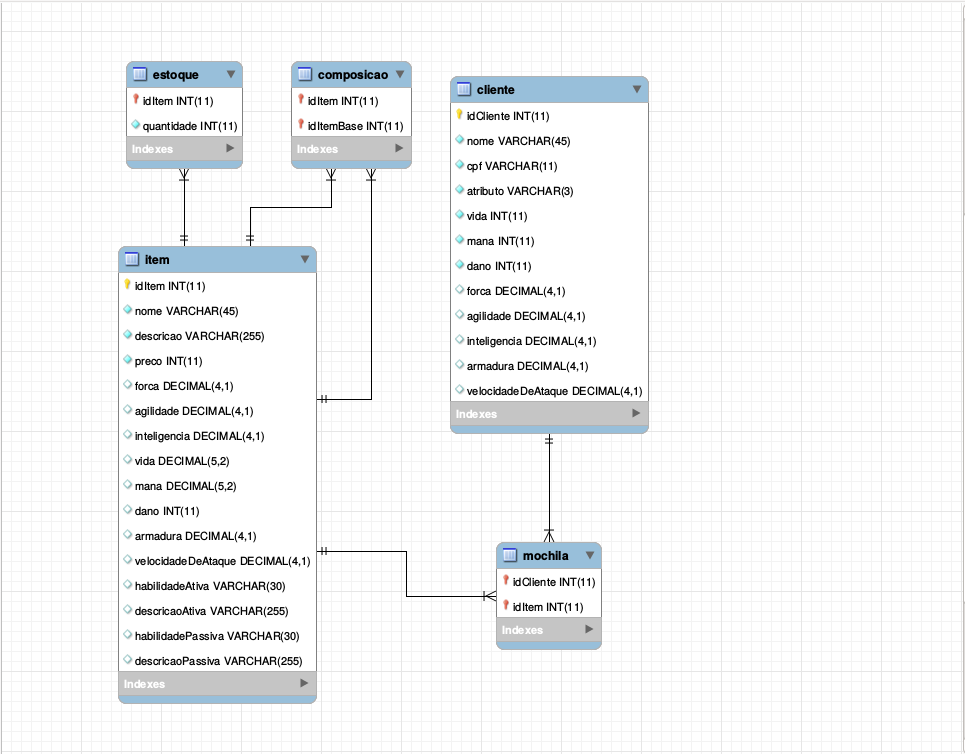 estoque
idItem INT(11)
quantidade INT(11)
Indexes
composicao
idItem INT(11)
idItemBase INT(11)
Indexes
cliente
idCliente INT(11)
nome VARCHAR(45)
cpf VARCHAR(11)
atributo VARCHAR(3)
vida INT(11)
mana INT(11)
dano INT(11)
forca DECIMAL(4,1)
agilidade DECIMAL(4,1)
inteligencia DECIMAL(4,1)
armadura DECIMAL(4,1)
velocidadeDeAtaque DECIMAL(4,1)
Indexes
item
idItem INT(11)
nome VARCHAR(45)
descricao VARCHAR(255)
preco INT(11)
forca DECIMAL(4,1)
agilidade DECIMAL(4,1)
inteligencia DECIMAL(4,1)
vida DECIMAL(5,2)
mana DECIMAL(5,2)
dano INT(11)
armadura DECIMAL(4,1)
velocidadeDeAtaque DECIMAL(4,1)
habilidadeAtiva VARCHAR(30)
descricaoAtiva VARCHAR(255)
habilidadePassiva VARCHAR(30)
descricaoPassiva VARCHAR(255)
Indexes
mochila
idCliente INT(11)
idItem INT(11)
Indexes